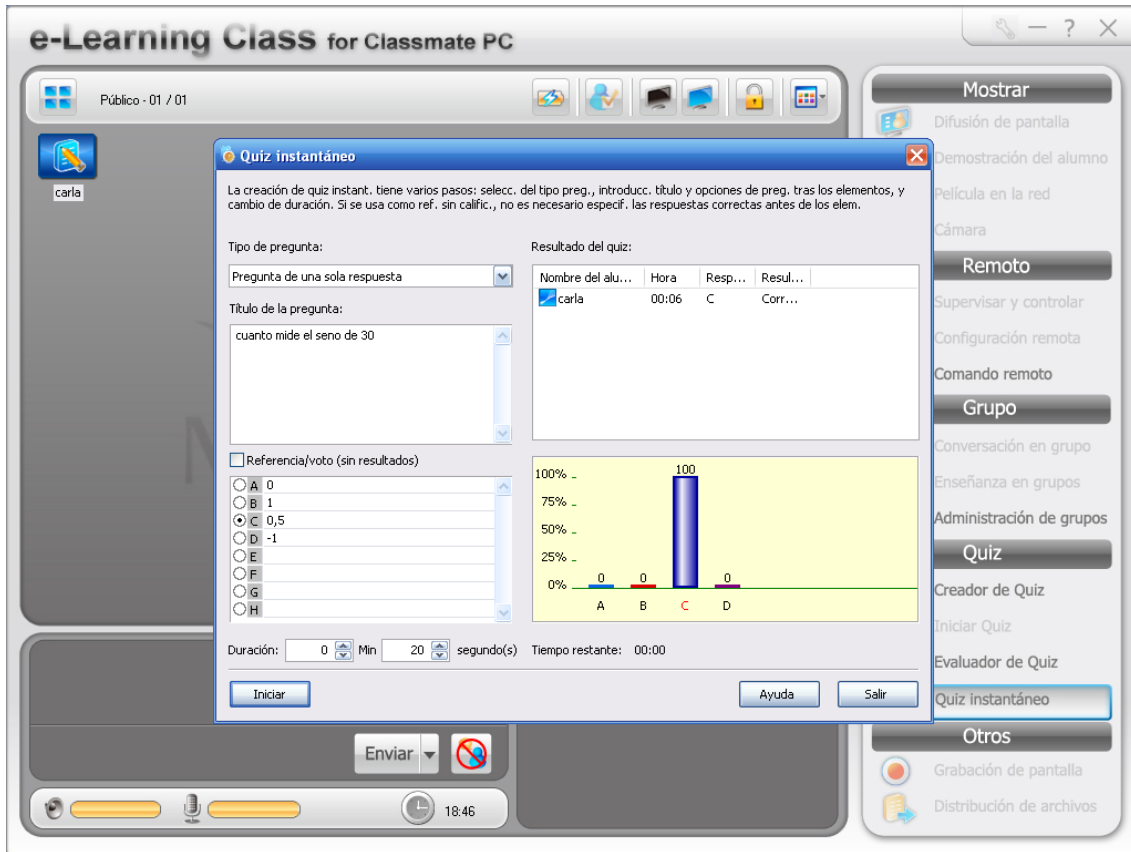 e-Learning Class for Classmate PC
Público - 01 / 01
carla
Quiz instantáneo
La creación de quiz instant. tiene varios pasos: selecc. del tipo preg., introducc. título y opciones de preg. tras los elementos, y
cambio de duración. Si se usa como ref. sin calific., no es necesario especif. las respuestas correctas antes de los elem.
Tipo de pregunta:
Pregunta de una sola respuesta
Título de la pregunta:
cuanto mide el seno de 30
Referencia/voto (sin resultados)
A 0
B 1
C 0,5
D -1
E
F
G
H
Duración: 0 Min 20 segundo(s)
Iniciar
Resultado del quiz:
Nombre del alu... Hora Resp... Resul...
carla 00:06 C Corr...
100%
75%
50%
25%
0%
0 0 100 0
A B C D
Tiempo restante: 00:00
Ayuda Salir
Enviar
18:46
Mostrar
Difusión de pantalla
Demostración del alumno
Película en la red
Cámara
Remoto
Supervisar y controlar
Configuración remota
Comando remoto
Grupo
Conversación en grupo
Enseñanza en grupos
Administración de grupos
Quiz
Creador de Quiz
Iniciar Quiz
Evaluador de Quiz
Quiz instantáneo
Otros
Grabación de pantalla
Distribución de archivos